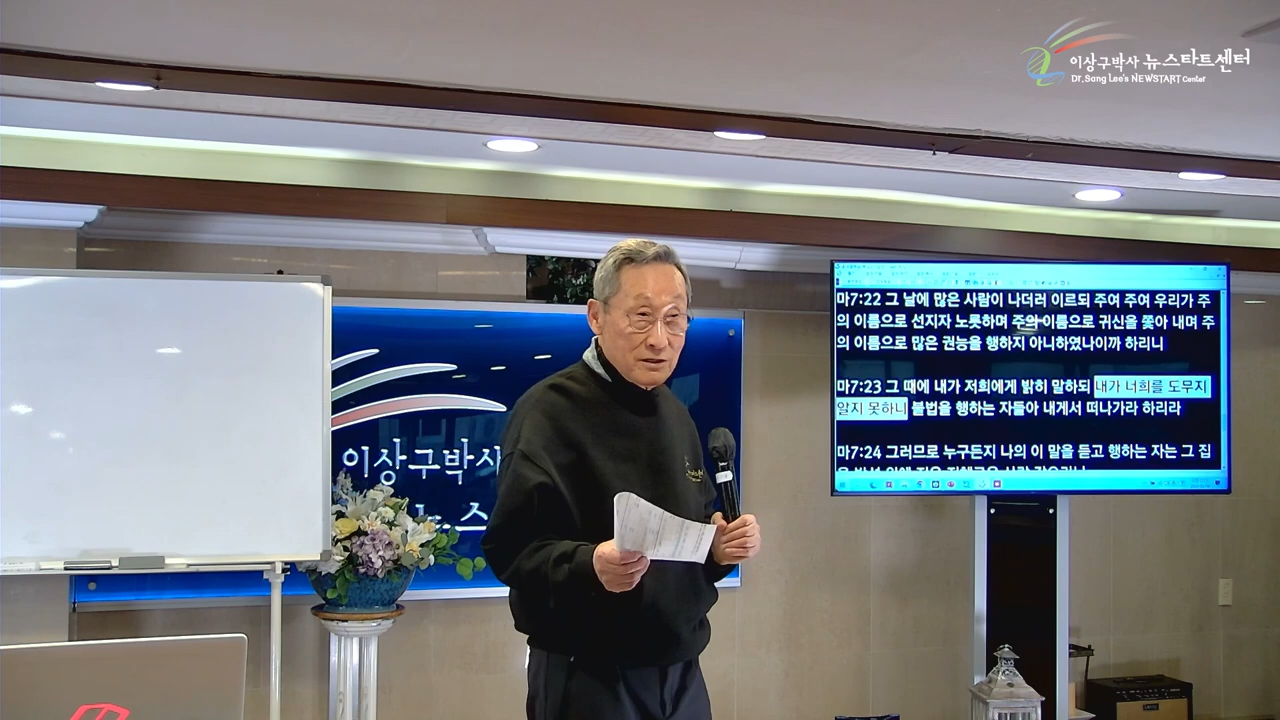 이상구박사 뉴스타트센터
Dr. Sang Lee's NEWSTART Center
마7:22 그 날에 많은 사람이 나더러 이르되 주여 주여 우리가 주
의 이름으로 선지자 노릇하며 주의 이름으로 귀신을 쫓아 내며 주
의 이름으로 많은 권능을 행하지 아니하였나이까 하리니
마7:23 그 때에 내가 저희에게 밝히 말하되 내가 너희를 도무지
알지 못하니 불법을 행하는 자들아 내게서 떠나가라 하리라
마7:24 그러므로 누구든지 나의 이 말을 듣고 행하는 자는 그 집
이상구박사
뉴스